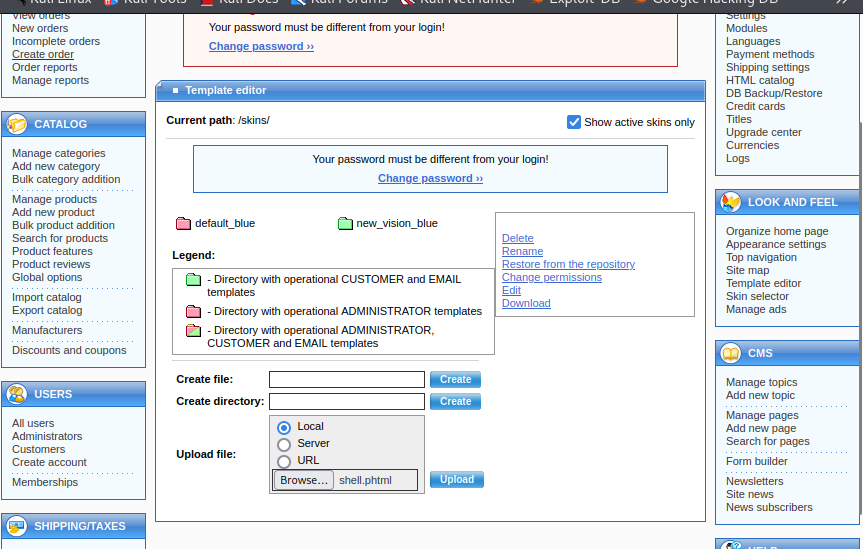 Kali Linux Kali Tools Kali Docs Kali Forums Kali NetHunter Exploit-DB Google Hacking DB
View orders
New orders
Incomplete orders
Create order
Order reports
Manage reports
CATALOG
Manage categories
Add new category
Bulk category addition
Manage products
Add new product
Bulk product addition
Search for products
Product features
Product reviews
Global options
Import catalog
Export catalog
Manufacturers
Discounts and coupons
USERS
All users
Administrators
Customers
Create account
Memberships
SHIPPING/TAXES
Your password must be different from your login!
Change password ››
Template editor
Current path: /skins/
Show active skins only
Your password must be different from your login!
Change password ››
default_blue
new_vision_blue
Delete
Rename
Restore from the repository
Change permissions
Edit
Download
Legend:
- Directory with operational CUSTOMER and EMAIL
templates
- Directory with operational ADMINISTRATOR templates
- Directory with operational ADMINISTRATOR,
CUSTOMER and EMAIL templates
Create file: Create
Create directory: Create
Upload file:
Local
Server
URL
Browse... shell.phtml
Upload
Settings
Modules
Languages
Payment methods
Shipping settings
HTML catalog
DB Backup/Restore
Credit cards
Titles
Upgrade center
Currencies
Logs
LOOK AND FEEL
Organize home page
Appearance settings
Top navigation
Site map
Template editor
Skin selector
Manage ads
CMS
Manage topics
Add new topic
Manage pages
Add new page
Search for pages
Form builder
Newsletters
Site news
News subscribers
HELP